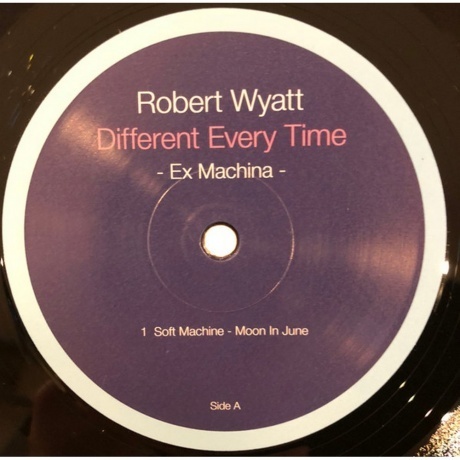 Robert Wyatt
Different Every Time
- Ex Machina -
1 Soft Machine - Moon In June
Side A